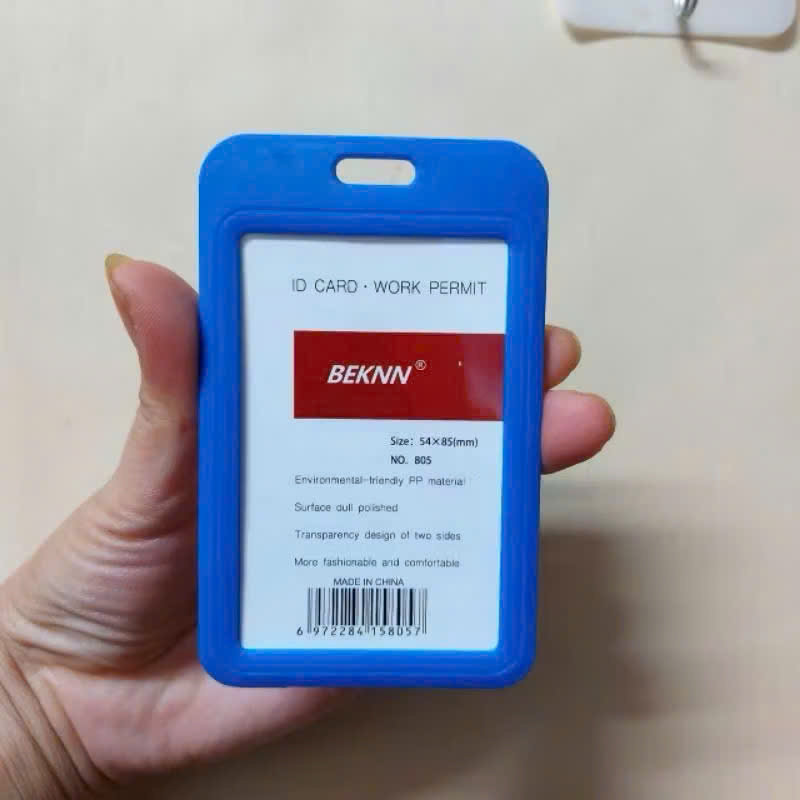 ID CARD · WORK PERMIT
BEKNN®
Size: 54×85(mm)
NO. 805
Environmental-friendly PP material
Surface dull polished
Transparency design of two sides
More fashionable and comfortable
MADE IN CHINA
6 972284 158057